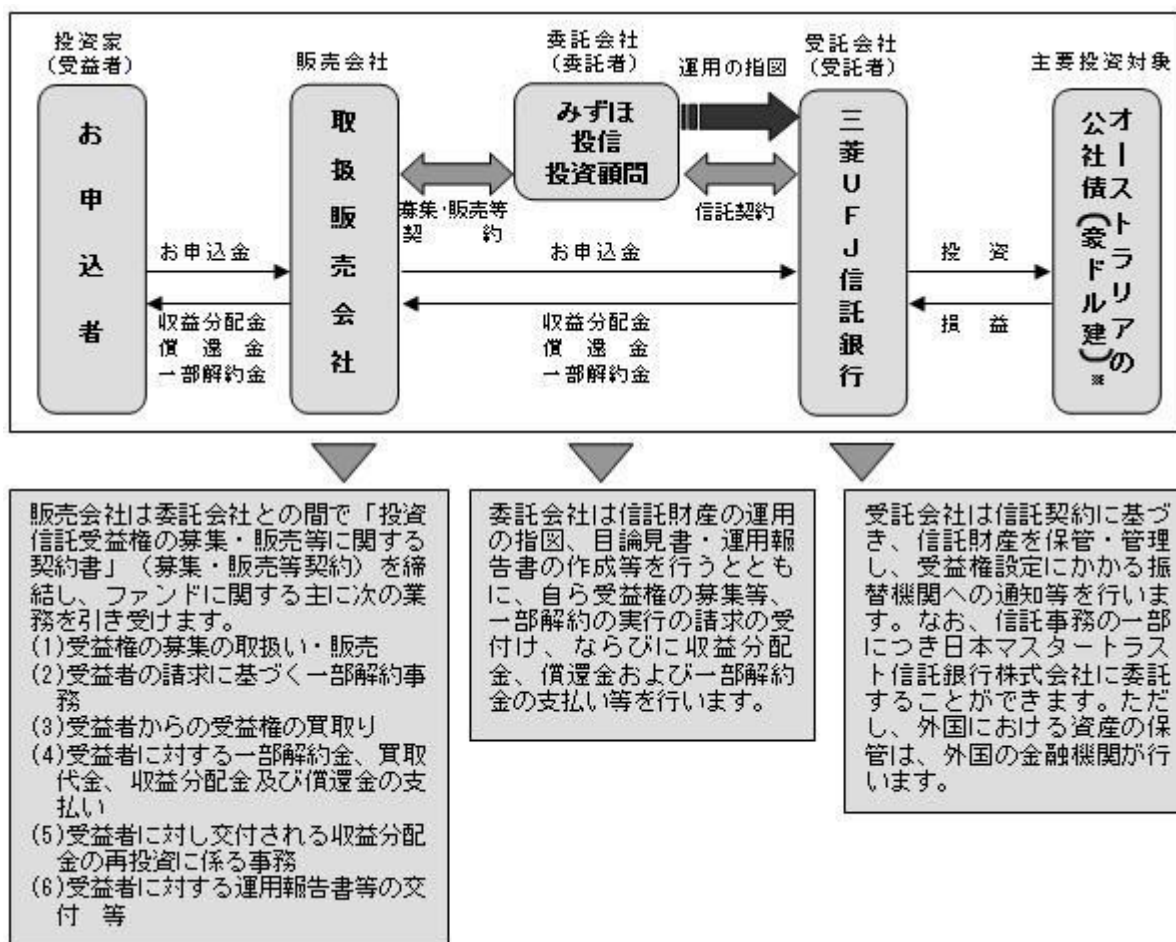 投資家
(受益者)
お申込者
販売会社
取扱販売会社
委託会社
(委託者)
みずほ
投信
投資顧問
運用の指図
受託会社
(受託者)
三菱UFJ信託銀行
主要投資対象
オーストラリアの
公社債(豪ドル建)※
募集・販売等
契　約
信託契約
お申込金
収益分配金
償還金
一部解約金
お申込金
収益分配金
償還金
一部解約金
投資
損益
販売会社は委託会社との間で「投資
信託受益権の募集・販売等に関する
契約書」（募集・販売等契約）を締
結し、ファンドに関する主に次の業
務を引き受けます。
(1)受益権の募集の取扱い・販売
(2)受益者の請求に基づく一部解約事
務
(3)受益者からの受益権の買取り
(4)受益者に対する一部解約金、買取
代金、収益分配金及び償還金の支
払い
(5)受益者に対し交付される収益分配
金の再投資に係る事務
(6)受益者に対する運用報告書等の交
付　等
委託会社は信託財産の運用
の指図、目論見書・運用報
告書の作成等を行うととも
に、自ら受益権の募集等、
一部解約の実行の請求の受
付け、ならびに収益分配
金、償還金および一部解約
金の支払い等を行います。
受託会社は信託契約に基づ
き、信託財産を保管・管理
し、受益権設定にかかる振
替機関への通知等を行いま
す。なお、信託事務の一部
につき日本マスタートラス
ト信託銀行株式会社に委託
することができます。ただ
し、外国における資産の保
管は、外国の金融機関が行
います。